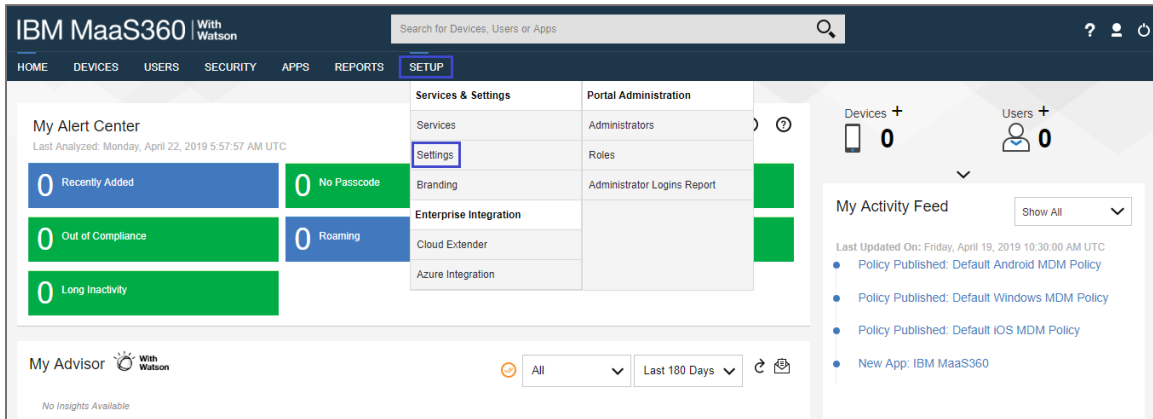 IBM MaaS360 | With Watson
Search for Devices, Users or Apps
?
HOME DEVICES USERS SECURITY APPS REPORTS SETUP
Services & Settings
Services
Settings
Branding
Enterprise Integration
Cloud Extender
Azure Integration
Portal Administration
Administrators
Roles
Administrator Logins Report
My Alert Center
?
Last Analyzed: Monday, April 22, 2019 5:57:57 AM UTC
0 Recently Added
0 No Passcode
0 Out of Compliance
0 Roaming
0 Long Inactivity
Devices +
0
Users +
0
My Activity Feed
Show All
Last Updated On: Friday, April 19, 2019 10:30:00 AM UTC
Policy Published: Default Android MDM Policy
Policy Published: Default Windows MDM Policy
Policy Published: Default iOS MDM Policy
New App: IBM MaaS360
My Advisor With Watson
All
Last 180 Days
No Insights Available